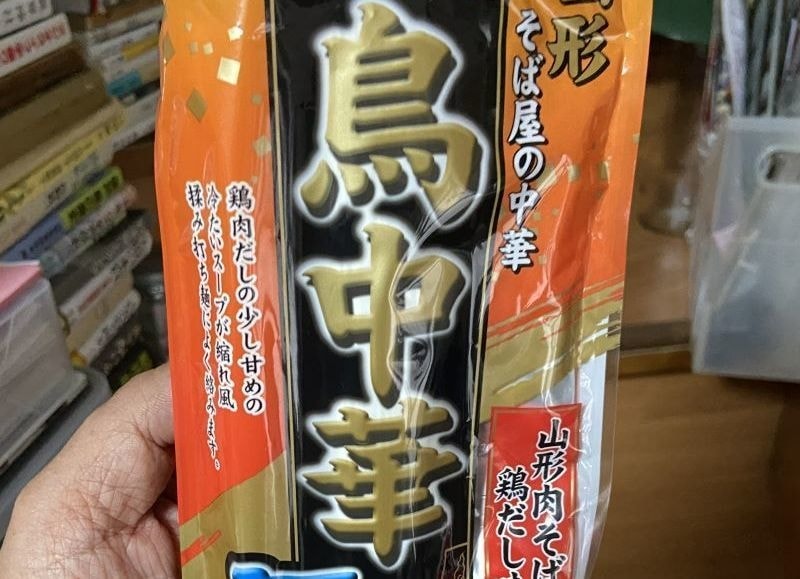 山形
そば屋の中華
鳥中華
鶏肉だしの少し甘めの
冷たいスープが縮れ風
揉み打ち麺によく絡みます。
山形肉そば
鶏だし